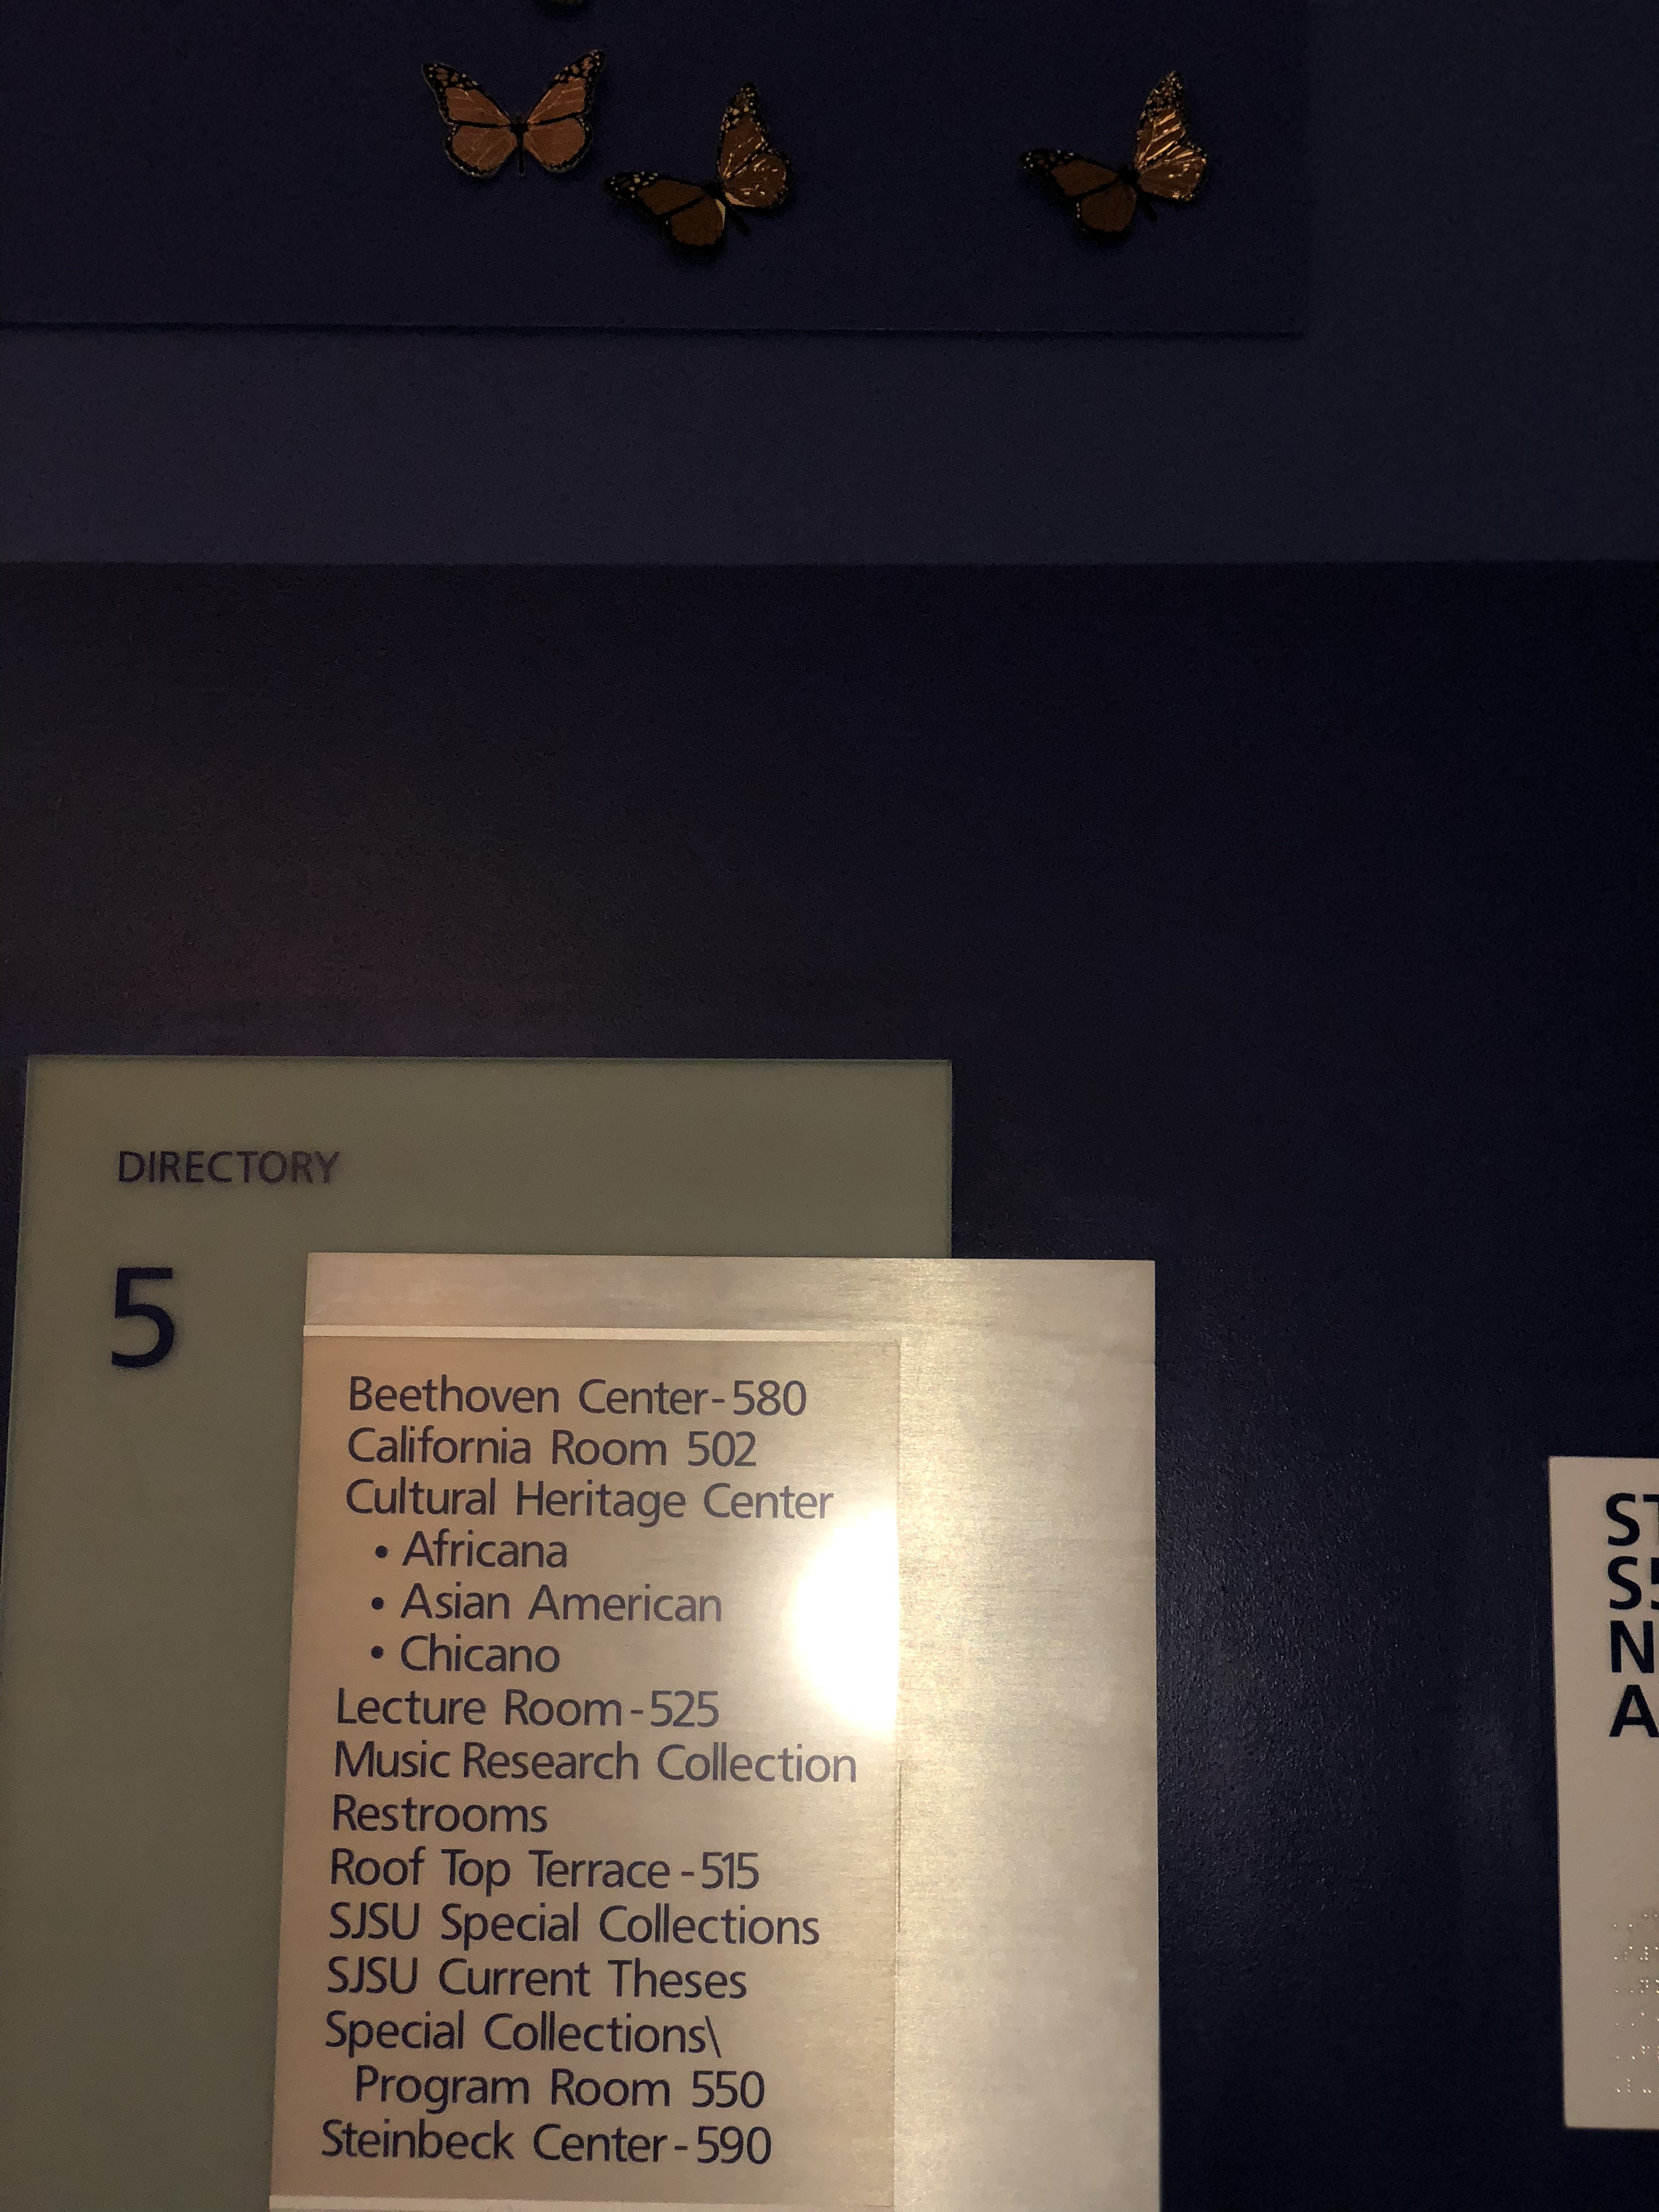 DIRECTORY
5
Beethoven Center-580
California Room 502
Cultural Heritage Center
• Africana
• Asian American
• Chicano
Lecture Room-525
Music Research Collection
Restrooms
Roof Top Terrace-515
SJSU Special Collections
SJSU Current Theses
Special Collections\
Program Room 550
Steinbeck Center-590